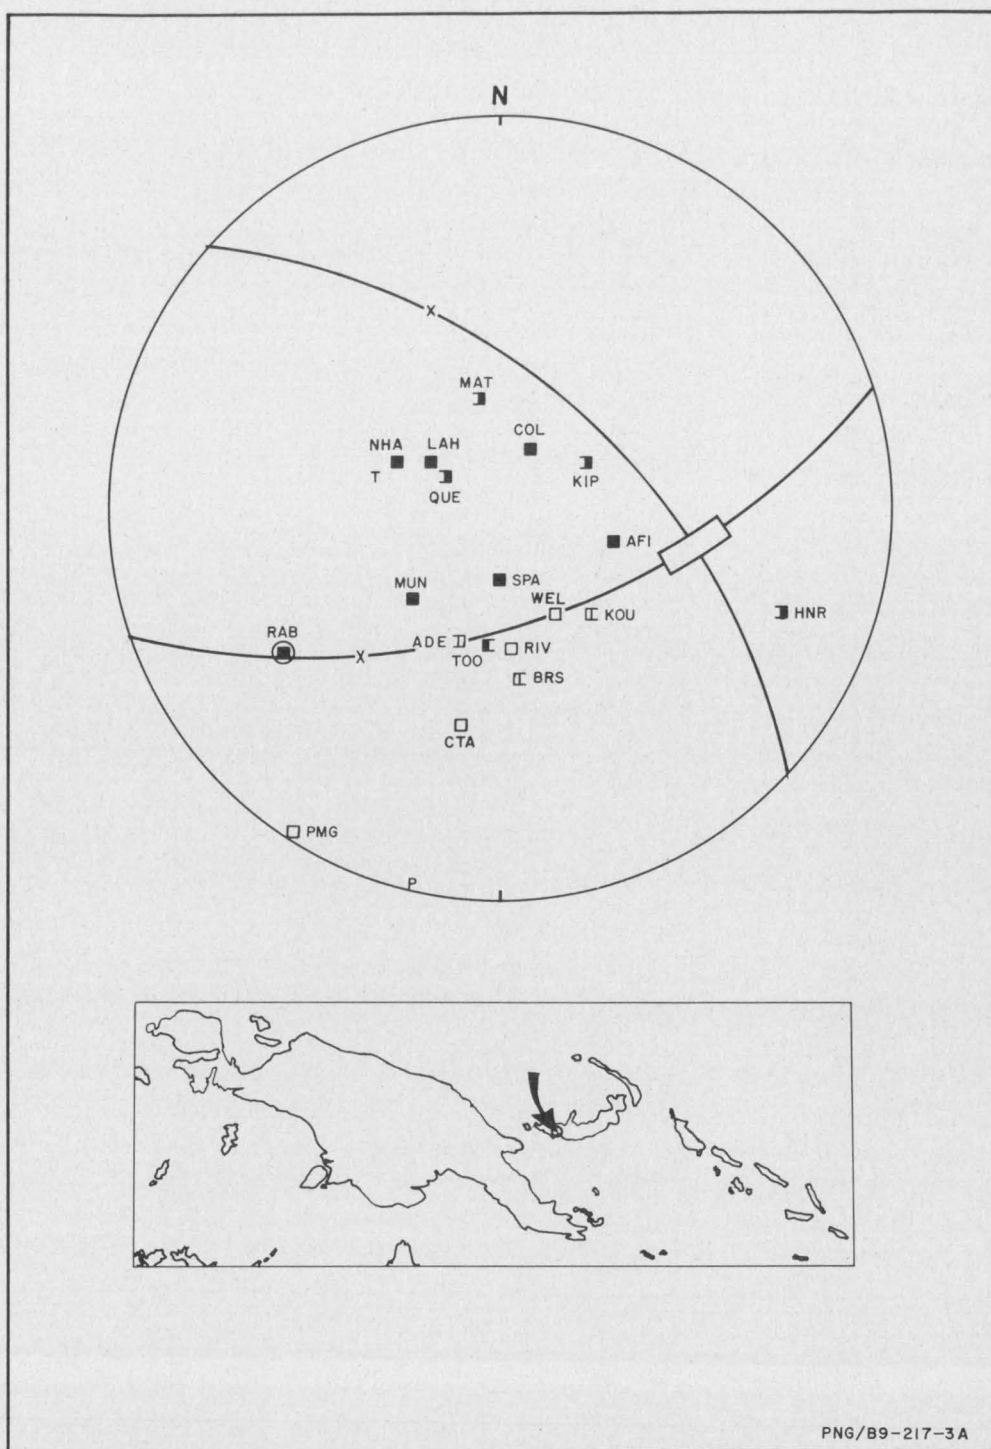 N
X
MAT
COL
NHA LAH
T
QUE
KIP
AFI
MUN
SPA
WEL
KOU
HNR
RAB
ADE
X
TOO
RIV
BRS
CTA
PMG
P
PNG/B9-217-3A